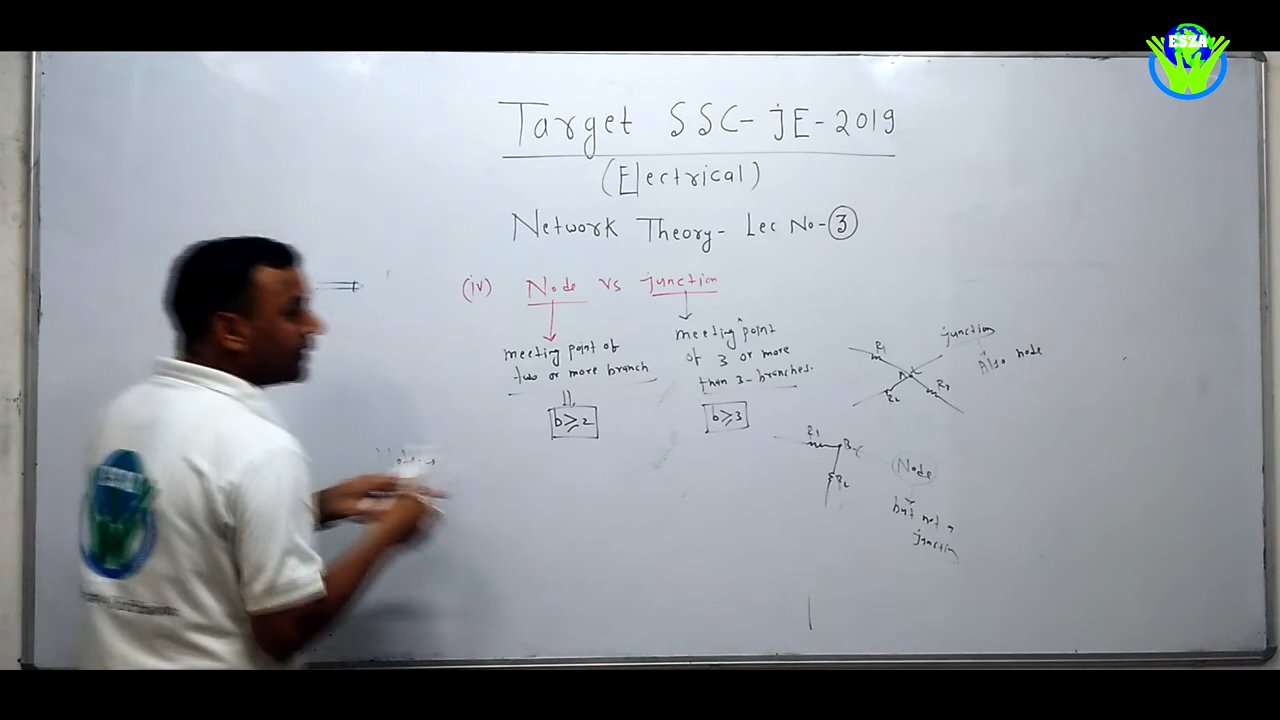 ESZA
Target SSC-jE-2019
(Electrical)
Network Theory- Lec No-3
(iv) Node vs junction
meeting point of
two or more branch
b≥2
meeting point
of 3 or more
than 3-branches.
b≥3
junction
Also node
R1
A
R2
R3
R1
B
R2
Node
but not a
junction